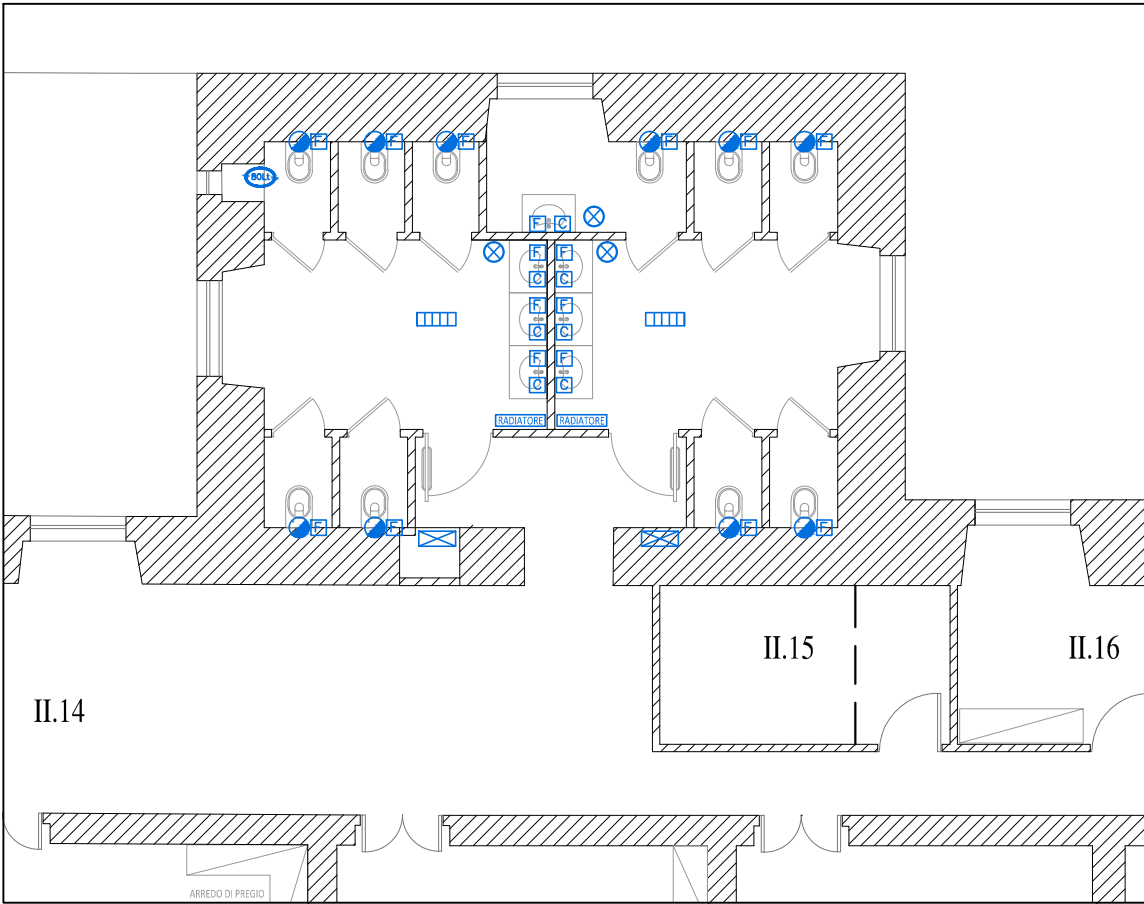 F F F F F F
80Lt
F C
F F
C C
F F
C C
F F
C C
RADIATORE RADIATORE
F F F F
II.15 II.16
II.14
ARREDO DI PREGIO